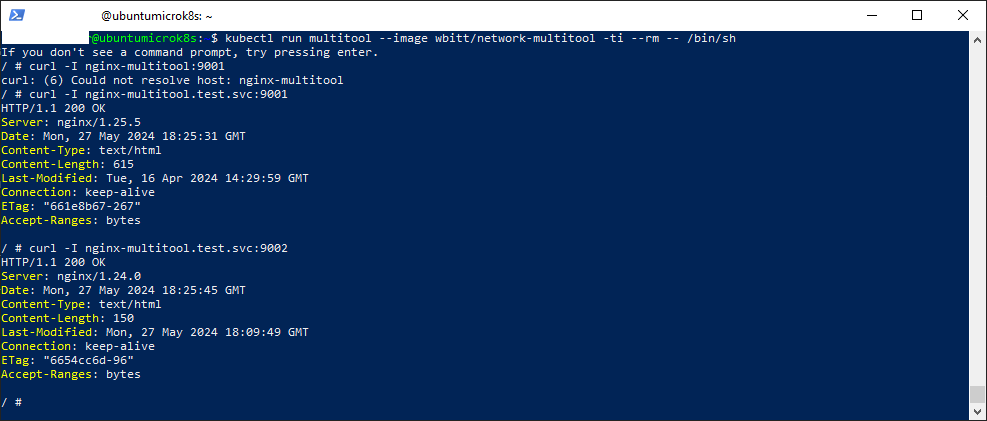 @ubuntumicrok8s: ~
@ubuntumicrok8s: $ kubectl run multitool --image wbitt/network-multitool -ti --rm -- /bin/sh
If you don't see a command prompt, try pressing enter.
/ # curl -I nginx-multitool:9001
curl: (6) Could not resolve host: nginx-multitool
/ # curl -I nginx-multitool.test.svc:9001
HTTP/1.1 200 OK
Server: nginx/1.25.5
Date: Mon, 27 May 2024 18:25:31 GMT
Content-Type: text/html
Content-Length: 615
Last-Modified: Tue, 16 Apr 2024 14:29:59 GMT
Connection: keep-alive
ETag: "661e8b67-267"
Accept-Ranges: bytes
/ # curl -I nginx-multitool.test.svc:9002
HTTP/1.1 200 OK
Server: nginx/1.24.0
Date: Mon, 27 May 2024 18:25:45 GMT
Content-Type: text/html
Content-Length: 150
Last-Modified: Mon, 27 May 2024 18:09:49 GMT
Connection: keep-alive
ETag: "6654cc6d-96"
Accept-Ranges: bytes
/ #